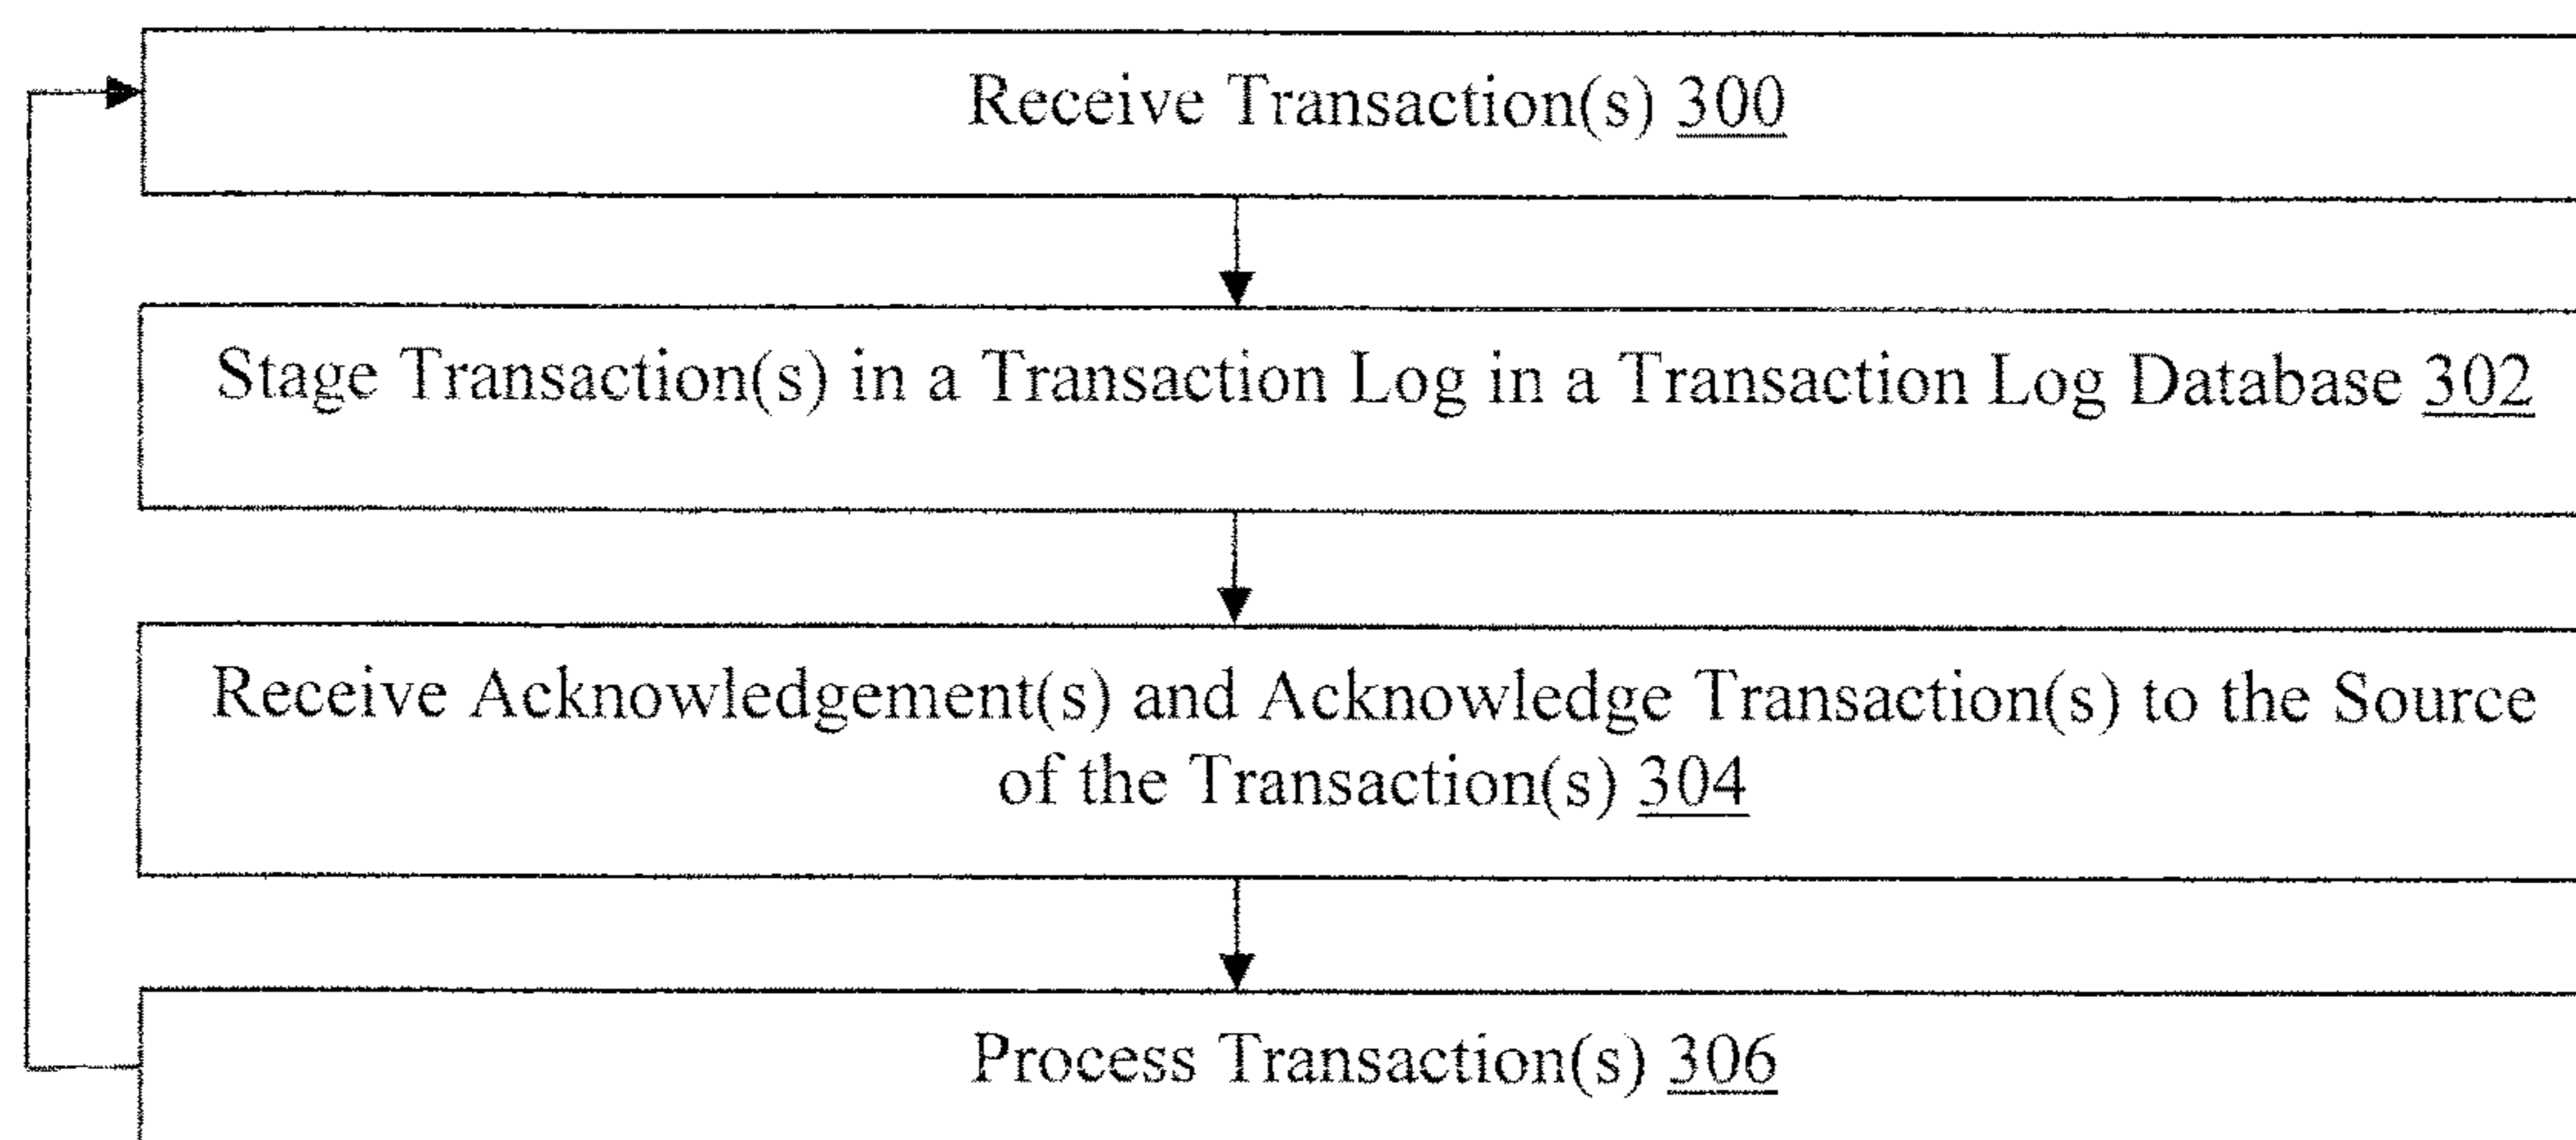 Receive Transaction(s) 300
Stage Transaction(s) in a Transaction Log in a Transaction Log Database 302
Receive Acknowledgement(s) and Acknowledge Transaction(s) to the Source
of the Transaction(s) 304
Process Transaction(s) 306